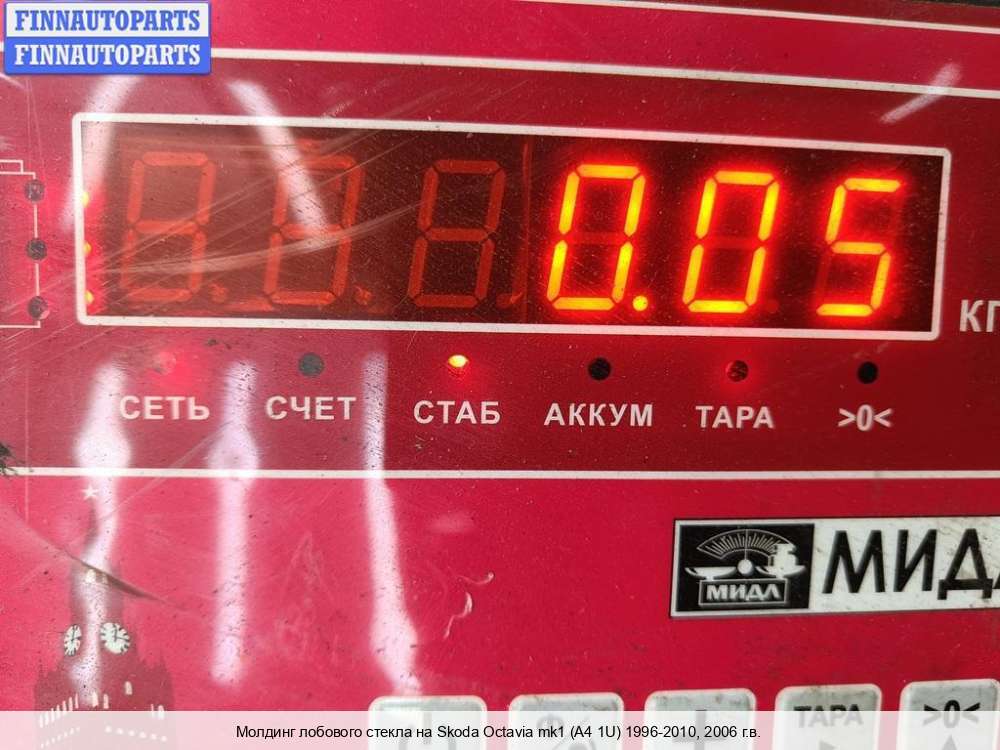 FINNAUTOPARTS
FINNAUTOPARTS
0.05
КГ
СЕТЬ СЧЕТ СТАБ АККУМ ТАРА >0<
МИДЛ МИДЛ
ТАРА >0<
Молдинг лобового стекла на Skoda Octavia mk1 (A4 1U) 1996-2010, 2006 г.в.